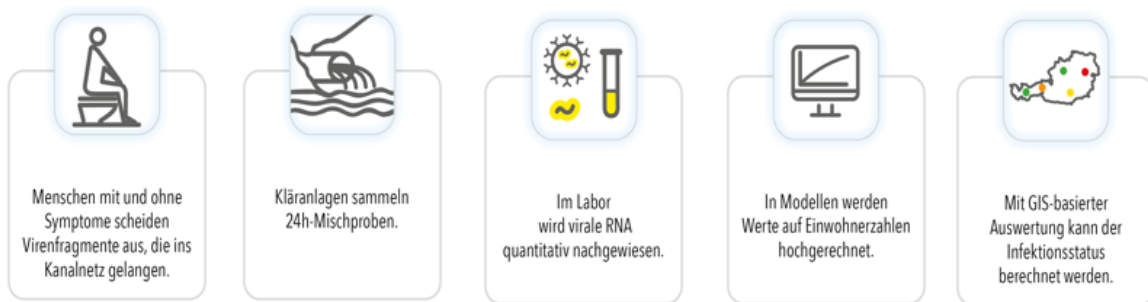 Menschen mit und ohne
Symptome scheiden
Virenfragmente aus, die ins
Kanalnetz gelangen.
Kläranlagen sammeln
24h-Mischproben.
Im Labor
wird virale RNA
quantitativ nachgewiesen.
In Modellen werden
Werte auf Einwohnerzahlen
hochgerechnet.
Mit GIS-basierter
Auswertung kann der
Infektionsstatus
berechnet werden.